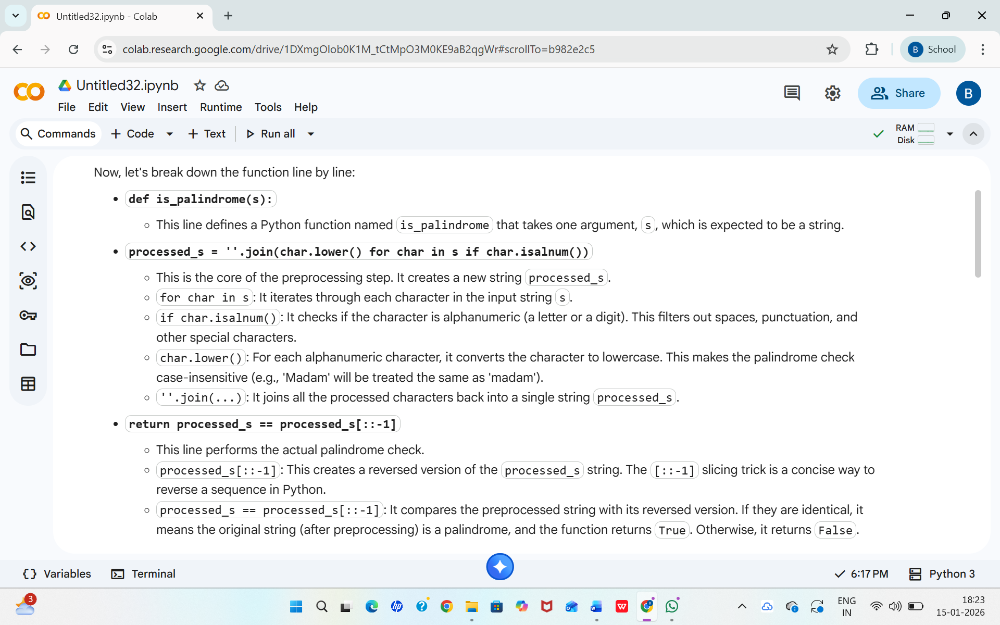 Untitled32.ipynb - Colab
colab.research.google.com/drive/1DXmgOlob0K1M_tCtMpO3M0KE9aB2qgWr#scrollTo=b982e2c5
B School
Untitled32.ipynb
File Edit View Insert Runtime Tools Help
Share
B
Commands + Code + Text Run all
RAM
Disk
Now, let's break down the function line by line:
def is_palindrome(s):
This line defines a Python function named is_palindrome that takes one argument, s, which is expected to be a string.
processed_s = ''.join(char.lower() for char in s if char.isalnum())
This is the core of the preprocessing step. It creates a new string processed_s.
for char in s: It iterates through each character in the input string s.
if char.isalnum(): It checks if the character is alphanumeric (a letter or a digit). This filters out spaces, punctuation, and
other special characters.
char.lower(): For each alphanumeric character, it converts the character to lowercase. This makes the palindrome check
case-insensitive (e.g., 'Madam' will be treated the same as 'madam').
''.join(...): It joins all the processed characters back into a single string processed_s.
return processed_s == processed_s[::-1]
This line performs the actual palindrome check.
processed_s[::-1]: This creates a reversed version of the processed_s string. The [::-1] slicing trick is a concise way to
reverse a sequence in Python.
processed_s == processed_s[::-1]: It compares the preprocessed string with its reversed version. If they are identical, it
means the original string (after preprocessing) is a palindrome, and the function returns True. Otherwise, it returns False.
{} Variables Terminal
6:17 PM Python 3
3
hp
W
ENG
IN
18:23
15-01-2026